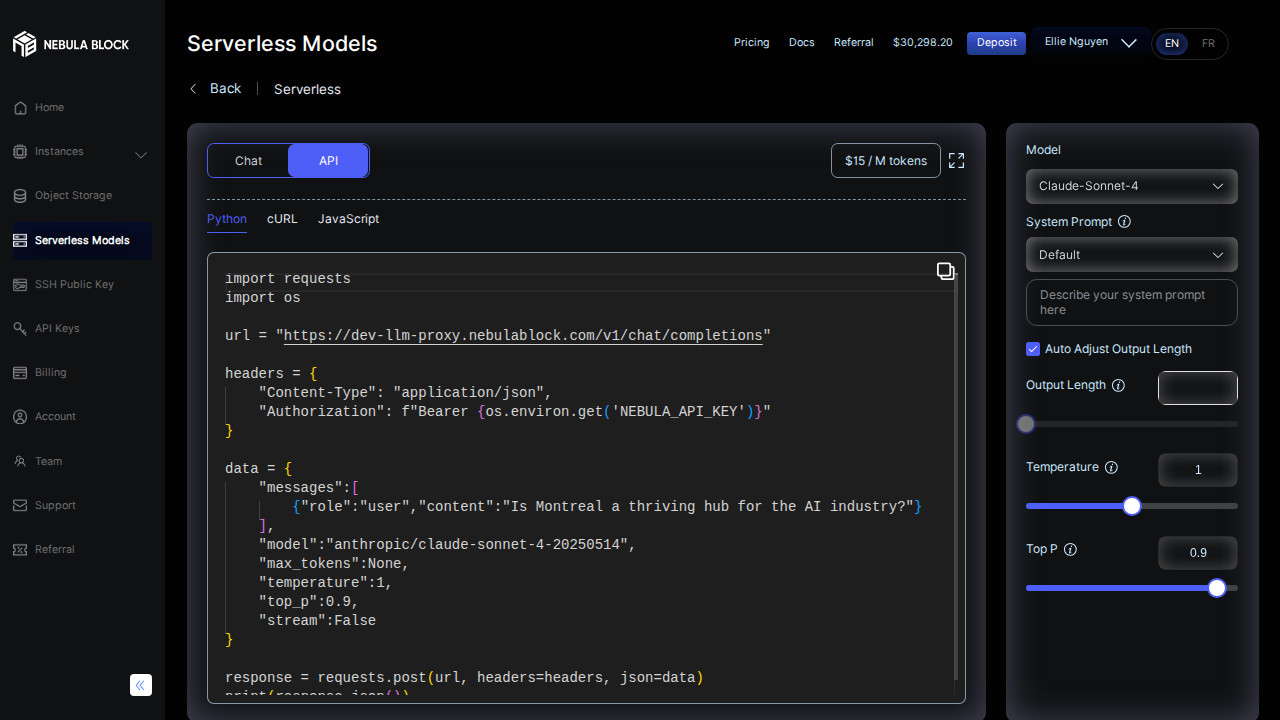 NEBULA BLOCK
Home
Instances
Object Storage
Serverless Models
SSH Public Key
API Keys
Billing
Account
Team
Support
Referral
Serverless Models
Pricing Docs Referral $30,298.20 Deposit Ellie Nguyen EN FR
Back Serverless
Chat API $15 / M tokens
Python cURL JavaScript
import requests
import os
url = "https://dev-llm-proxy.nebulablock.com/v1/chat/completions"
headers = {
"Content-Type": "application/json",
"Authorization": f"Bearer {os.environ.get('NEBULA_API_KEY')}"
}
data = {
"messages":[
{"role":"user","content":"Is Montreal a thriving hub for the AI industry?"}
],
"model":"anthropic/claude-sonnet-4-20250514",
"max_tokens":None,
"temperature":1,
"top_p":0.9,
"stream":False
}
response = requests.post(url, headers=headers, json=data)
print(response.json())
Model
Claude-Sonnet-4
System Prompt
Default
Describe your system prompt
here
Auto Adjust Output Length
Output Length
Temperature 1
Top P 0.9